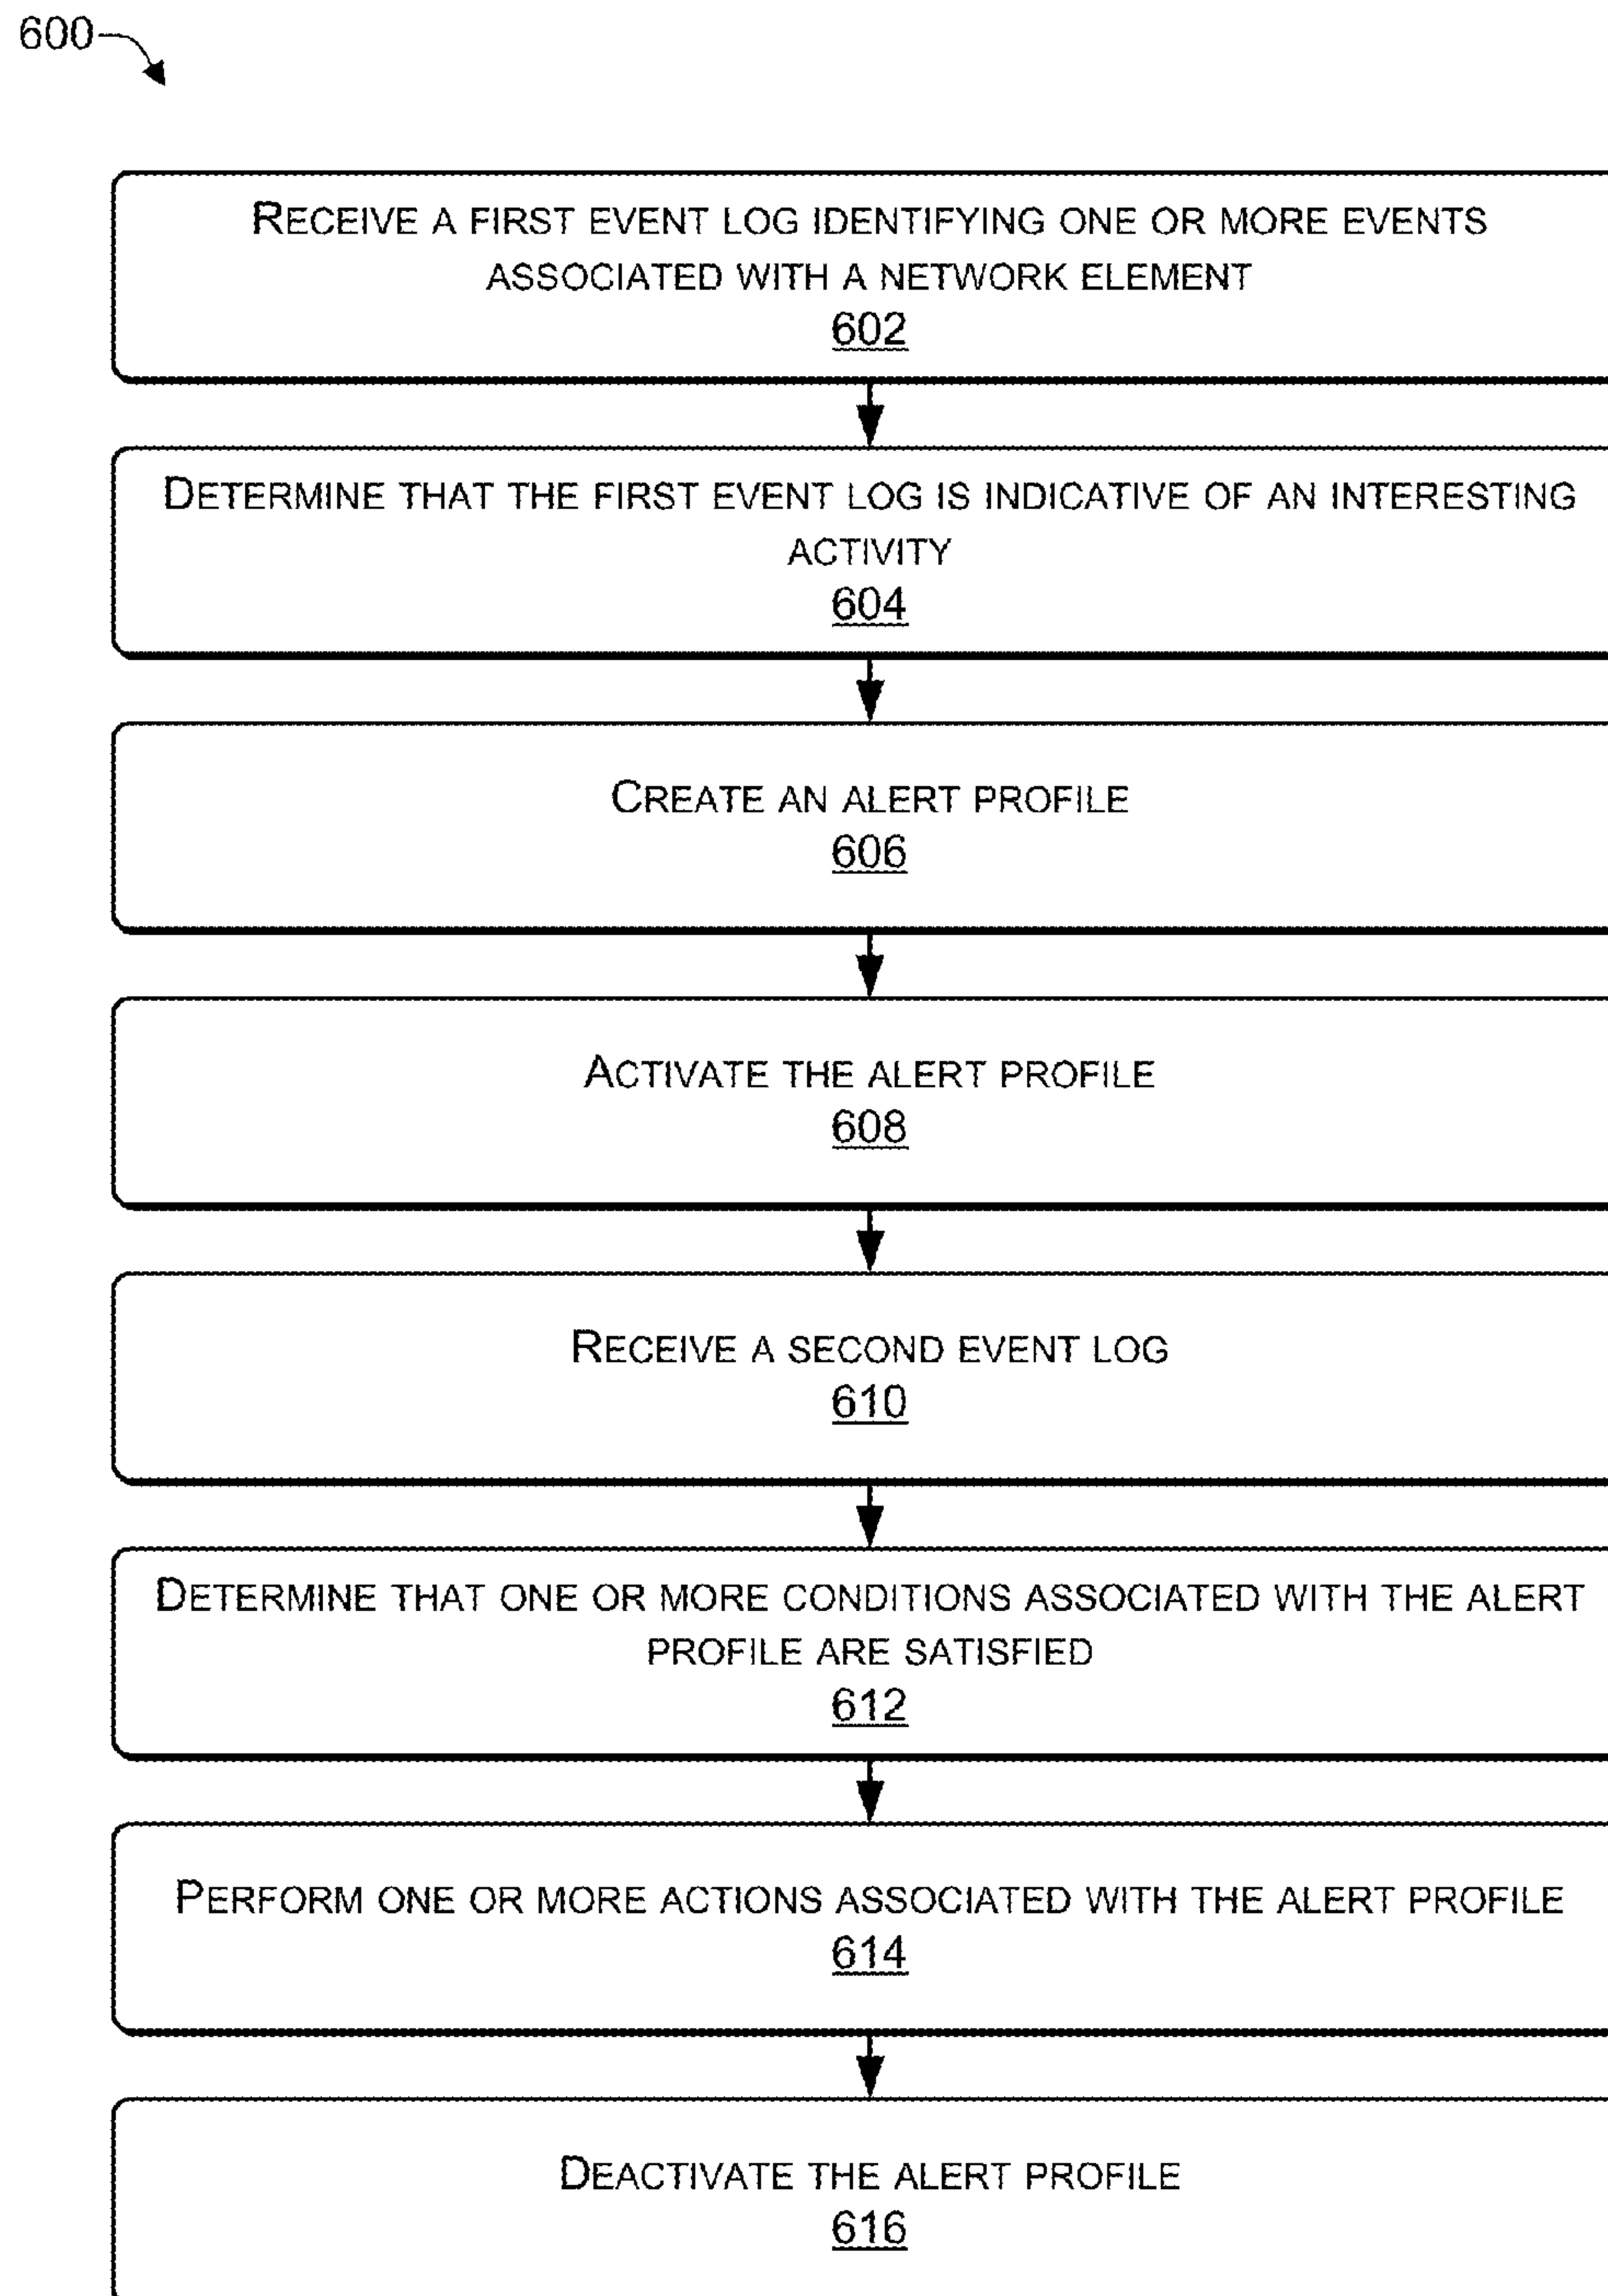 600
RECEIVE A FIRST EVENT LOG IDENTIFYING ONE OR MORE EVENTS
ASSOCIATED WITH A NETWORK ELEMENT
602
DETERMINE THAT THE FIRST EVENT LOG IS INDICATIVE OF AN INTERESTING
ACTIVITY
604
CREATE AN ALERT PROFILE
606
ACTIVATE THE ALERT PROFILE
608
RECEIVE A SECOND EVENT LOG
610
DETERMINE THAT ONE OR MORE CONDITIONS ASSOCIATED WITH THE ALERT
PROFILE ARE SATISFIED
612
PERFORM ONE OR MORE ACTIONS ASSOCIATED WITH THE ALERT PROFILE
614
DEACTIVATE THE ALERT PROFILE
616